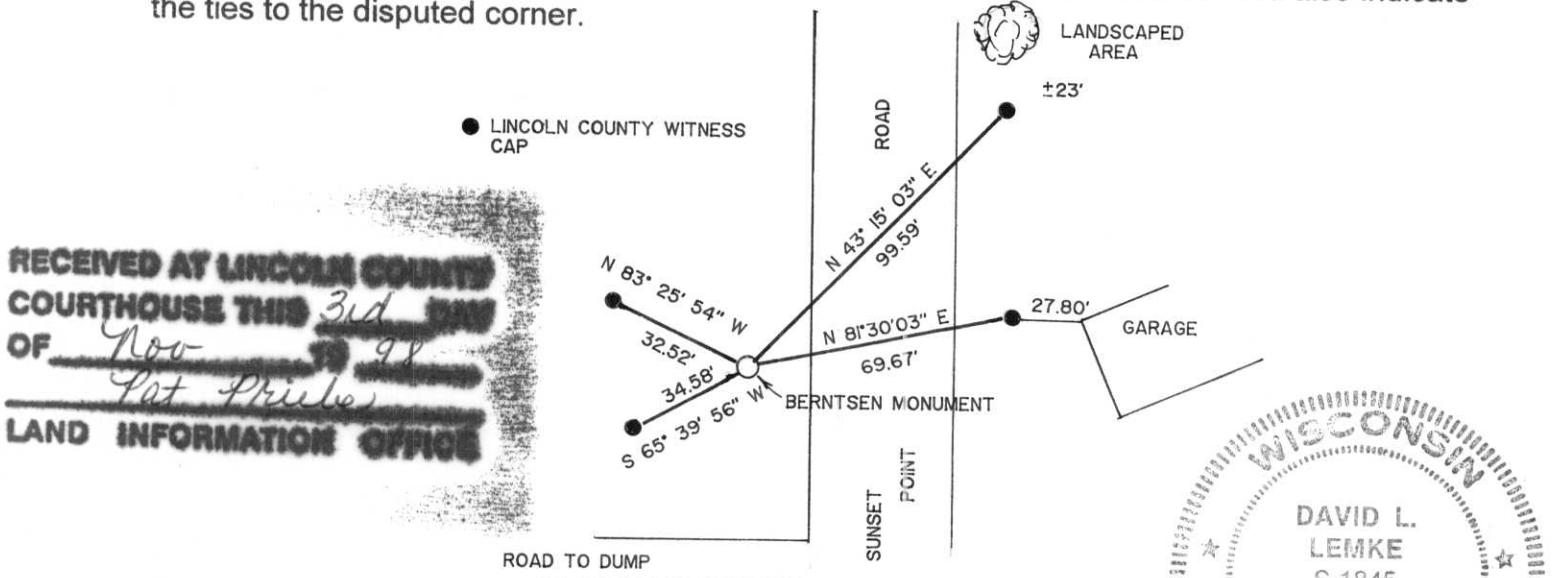 the ties to the disputed corner.
LANDSCAPED
AREA
±23'
● LINCOLN COUNTY WITNESS
CAP
ROAD
N 43° 15' 03" E
99.59'
RECEIVED AT LINCOLN COUNTY
COURTHOUSE THIS 3rd DAY
OF Nov 19 98
Pat Priebe
LAND INFORMATION OFFICE
N 83° 25' 54" W
32.52'
N 81°30'03" E
69.67'
27.80'
GARAGE
34.58'
S 65° 39' 56" W
BERNTSEN MONUMENT
SUNSET POINT
ROAD TO DUMP
WISCONSIN
DAVID L.
LEMKE
S-1845